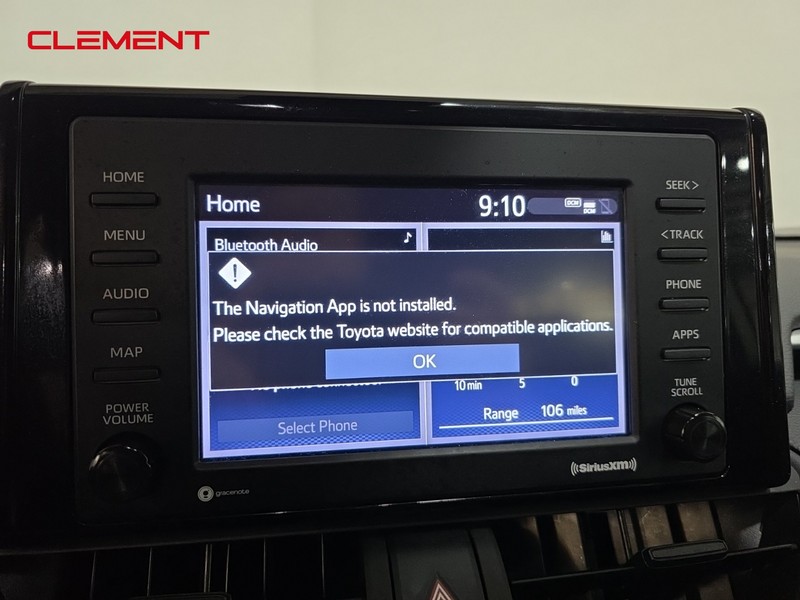 CLEMENT
HOME
MENU
AUDIO
MAP
POWER
VOLUME
Home
9:10
DCM
DCM
Bluetooth Audio
The Navigation App is not installed.
Please check the Toyota website for compatible applications.
OK
Select Phone
10 min 5 0
Range 106 miles
SEEK >
< TRACK
PHONE
APPS
TUNE
SCROLL
gracenote
SiriusXM